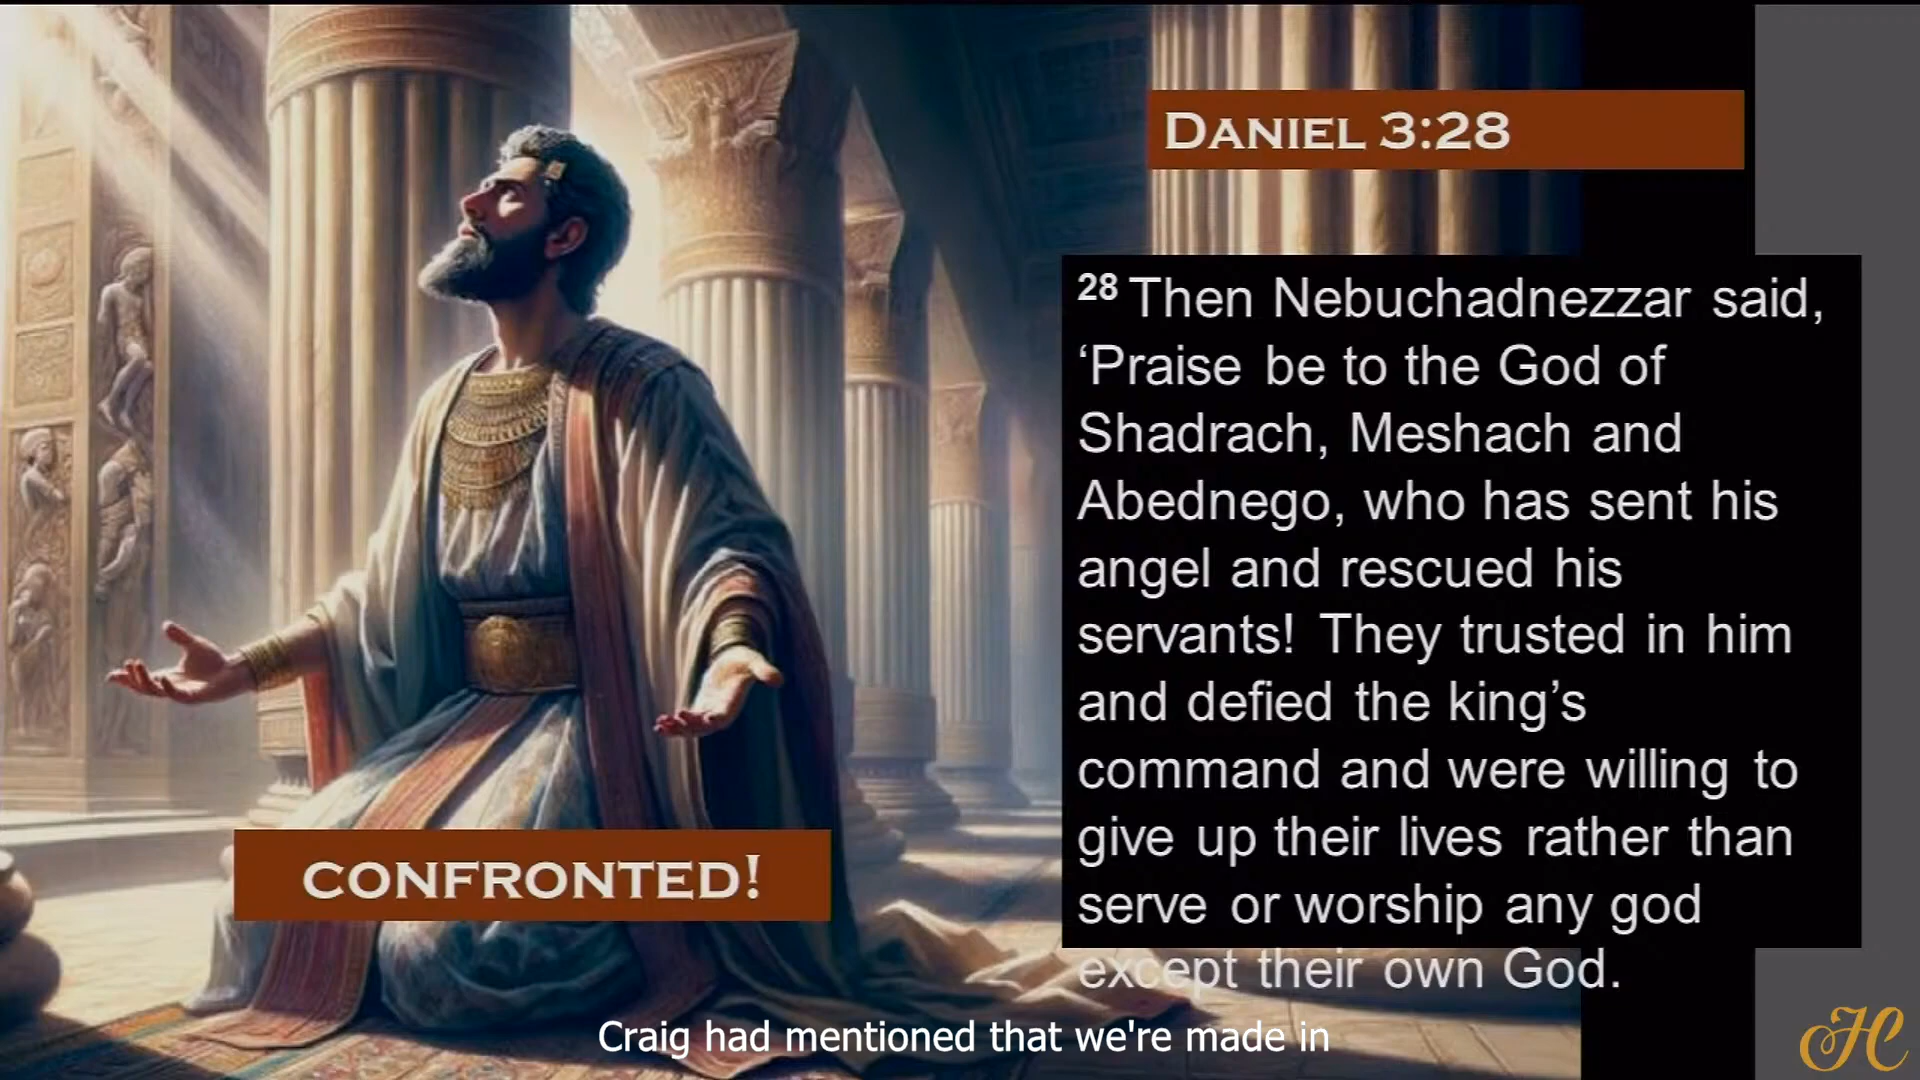 DANIEL 3:28
28 Then Nebuchadnezzar said,
‘Praise be to the God of
Shadrach, Meshach and
Abednego, who has sent his
angel and rescued his
servants! They trusted in him
and defied the king’s
command and were willing to
give up their lives rather than
serve or worship any god
except their own God.
CONFRONTED!
Craig had mentioned that we're made in
H